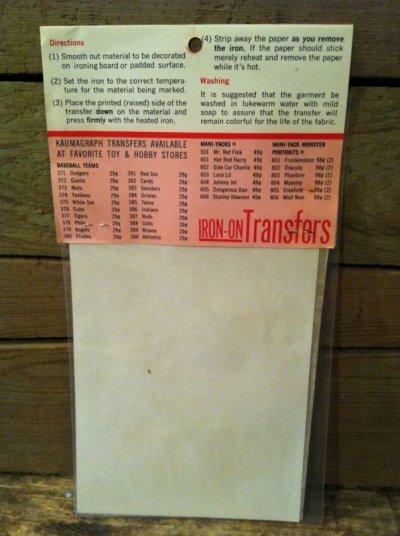 Directions
(1) Smooth out material to be decorated
on ironing board or padded surface.
(2) Set the iron to the correct tempera-
ture for the material being marked.
(3) Place the printed (raised) side of the
transfer down on the material and
press firmly with the heated iron.
(4) Strip away the paper as you remove
the iron. If the paper should stick
merely reheat and remove the paper
while it's hot.
Washing
It is suggested that the garment be
washed in lukewarm water with mild
soap to assure that the transfer will
remain colorful for the life of the fabric.
KAUMAGRAPH TRANSFERS AVAILABLE
AT FAVORITE TOY & HOBBY STORES
BASEBALL TEAMS
371 Dodgers 29¢
372 Giants 29¢
373 Mets 29¢
374 Yankees 29¢
375 White Sox 29¢
376 Cubs 29¢
377 Tigers 29¢
378 Phils 29¢
379 Angels 29¢
380 Pirates 29¢
381 Red Sox 29¢
382 Cards 29¢
383 Senators 29¢
384 Orioles 29¢
385 Twins 29¢
386 Indians 29¢
387 Reds 29¢
388 Colts 29¢
389 Braves 29¢
390 Athletics 29¢
MANI-YACKS
501 Mr. Rat Fink 49¢
601 Hot Rod Harry 49¢
602 Side Car Charlie 49¢
603 Loco Lil 49¢
604 Johnny Jet 49¢
605 Dangerous Dan 49¢
606 Stanley Steamer 49¢
MANI-YACK MONSTER
PORTRAITS
801 Frankenstein 98¢ (2)
802 Dracula 98¢ (2)
803 Phantom 98¢ (2)
804 Mummy 98¢ (2)
805 Creature 98¢ (2)
806 Wolf Man 98¢ (2)
IRON-ON Transfers